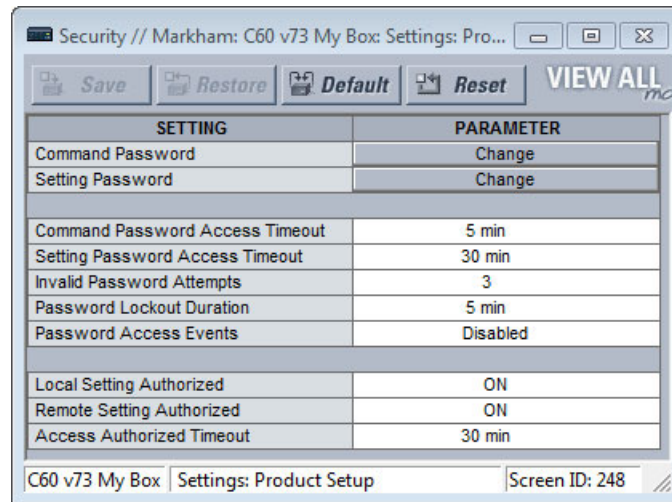 Security // Markham: C60 v73 My Box: Settings: Pro...
Save Restore Default Reset VIEW ALL
SETTING PARAMETER
Command Password Change
Setting Password Change
Command Password Access Timeout 5 min
Setting Password Access Timeout 30 min
Invalid Password Attempts 3
Password Lockout Duration 5 min
Password Access Events Disabled
Local Setting Authorized ON
Remote Setting Authorized ON
Access Authorized Timeout 30 min
C60 v73 My Box Settings: Product Setup Screen ID: 248